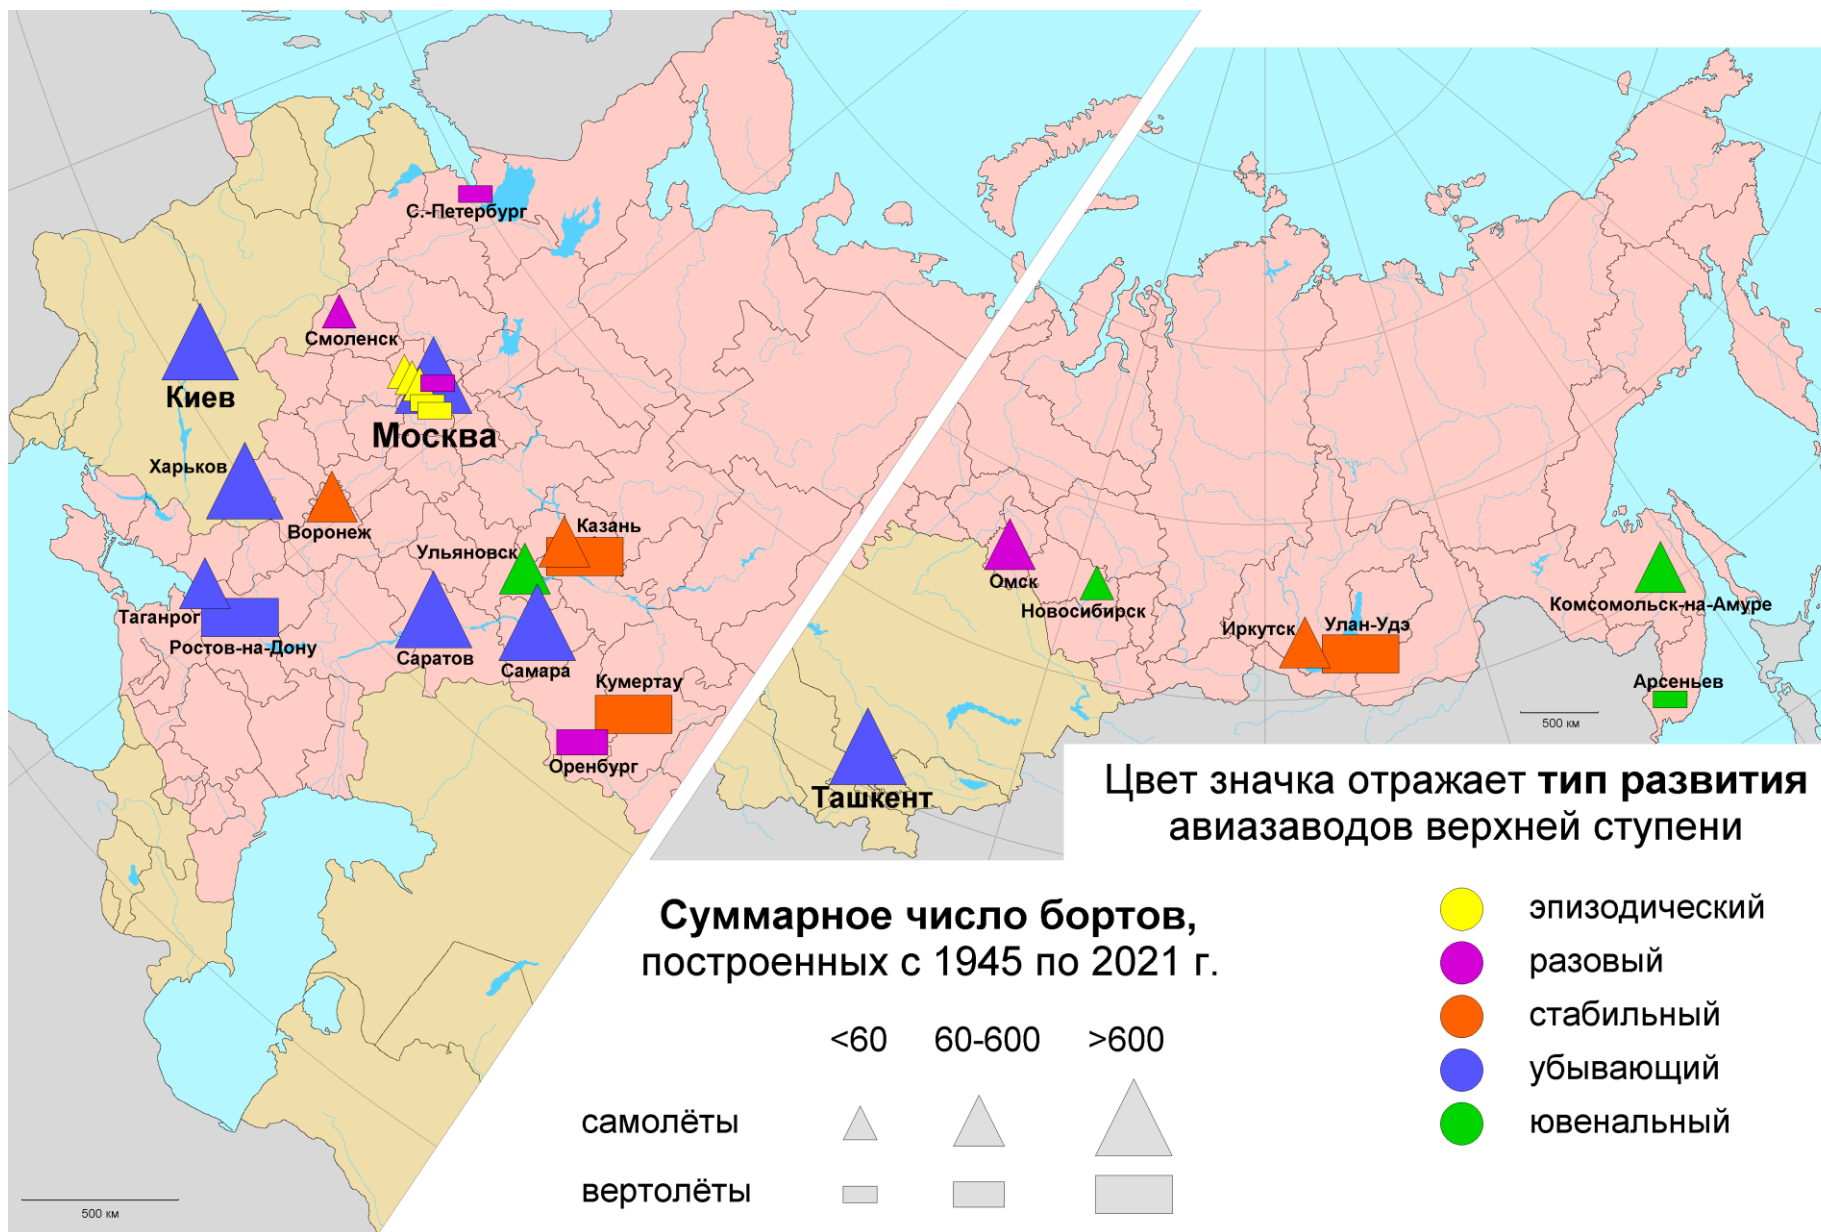 С.-Петербург
Смоленск
Киев
Москва
Харьков
Воронеж
Казань
Ульяновск
Таганрог
Ростов-на-Дону
Саратов
Самара
Кумертау
Оренбург
Омск
Новосибирск
Иркутск
Улан-Удэ
Комсомольск-на-Амуре
Арсеньев
500 км
Ташкент
Цвет значка отражает тип развития
авиазаводов верхней ступени
Суммарное число бортов,
построенных с 1945 по 2021 г.
<60 60-600 >600
самолёты
вертолёты
эпизодический
разовый
стабильный
убывающий
ювенальный
500 км